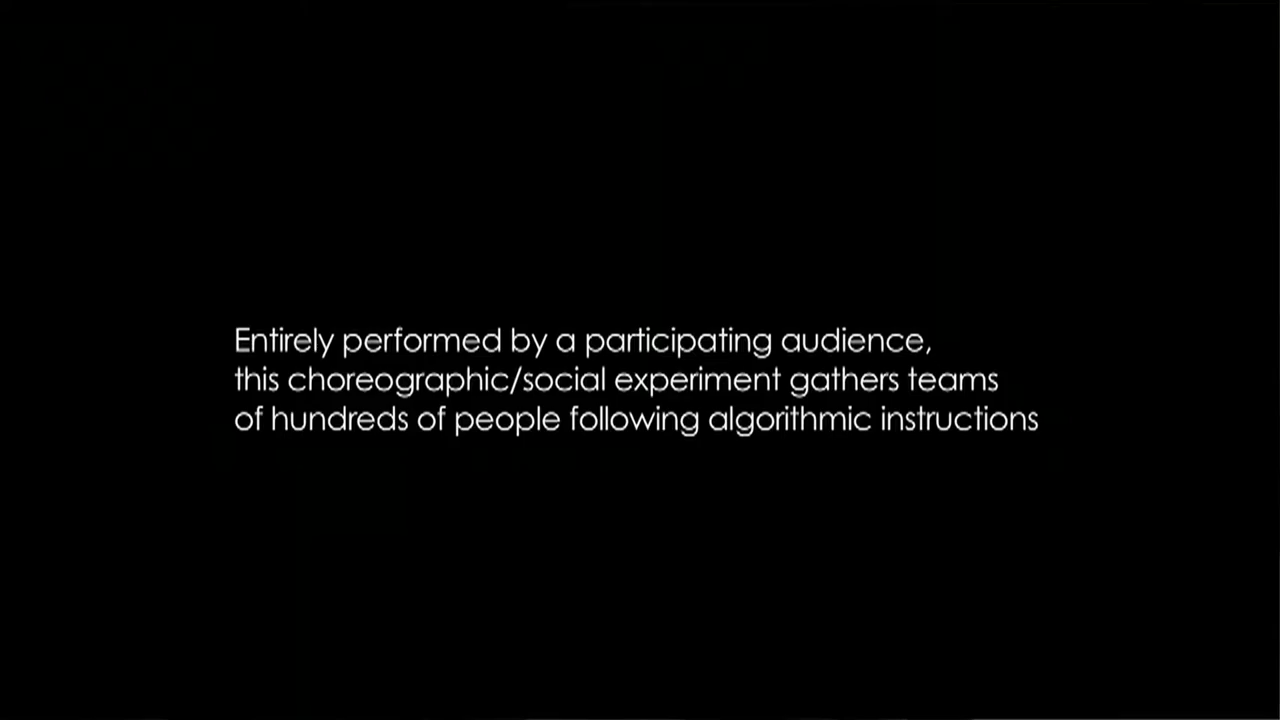 Entirely performed by a participating audience,
this choreographic/social experiment gathers teams
of hundreds of people following algorithmic instructions